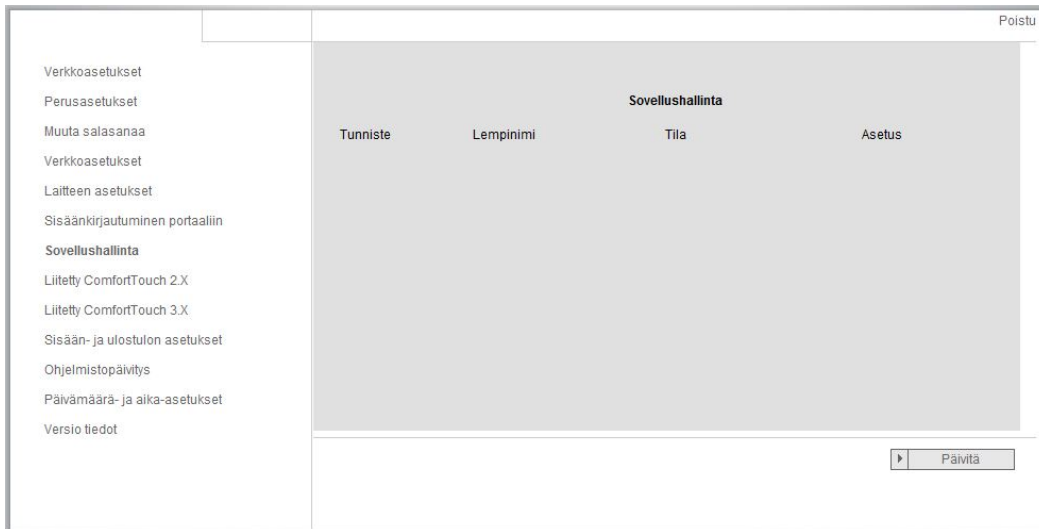 Poistu
Verkkoasetukset
Perusasetukset
Muuta salasanaa
Verkkoasetukset
Laitteen asetukset
Sisäänkirjautuminen portaaliin
Sovellushallinta
Liitetty ComfortTouch 2.X
Liitetty ComfortTouch 3.X
Sisään- ja ulostulon asetukset
Ohjelmistopäivitys
Päivämäärä- ja aika-asetukset
Versio tiedot
Sovellushallinta
Tunniste Lempinimi Tila Asetus
Päivitä